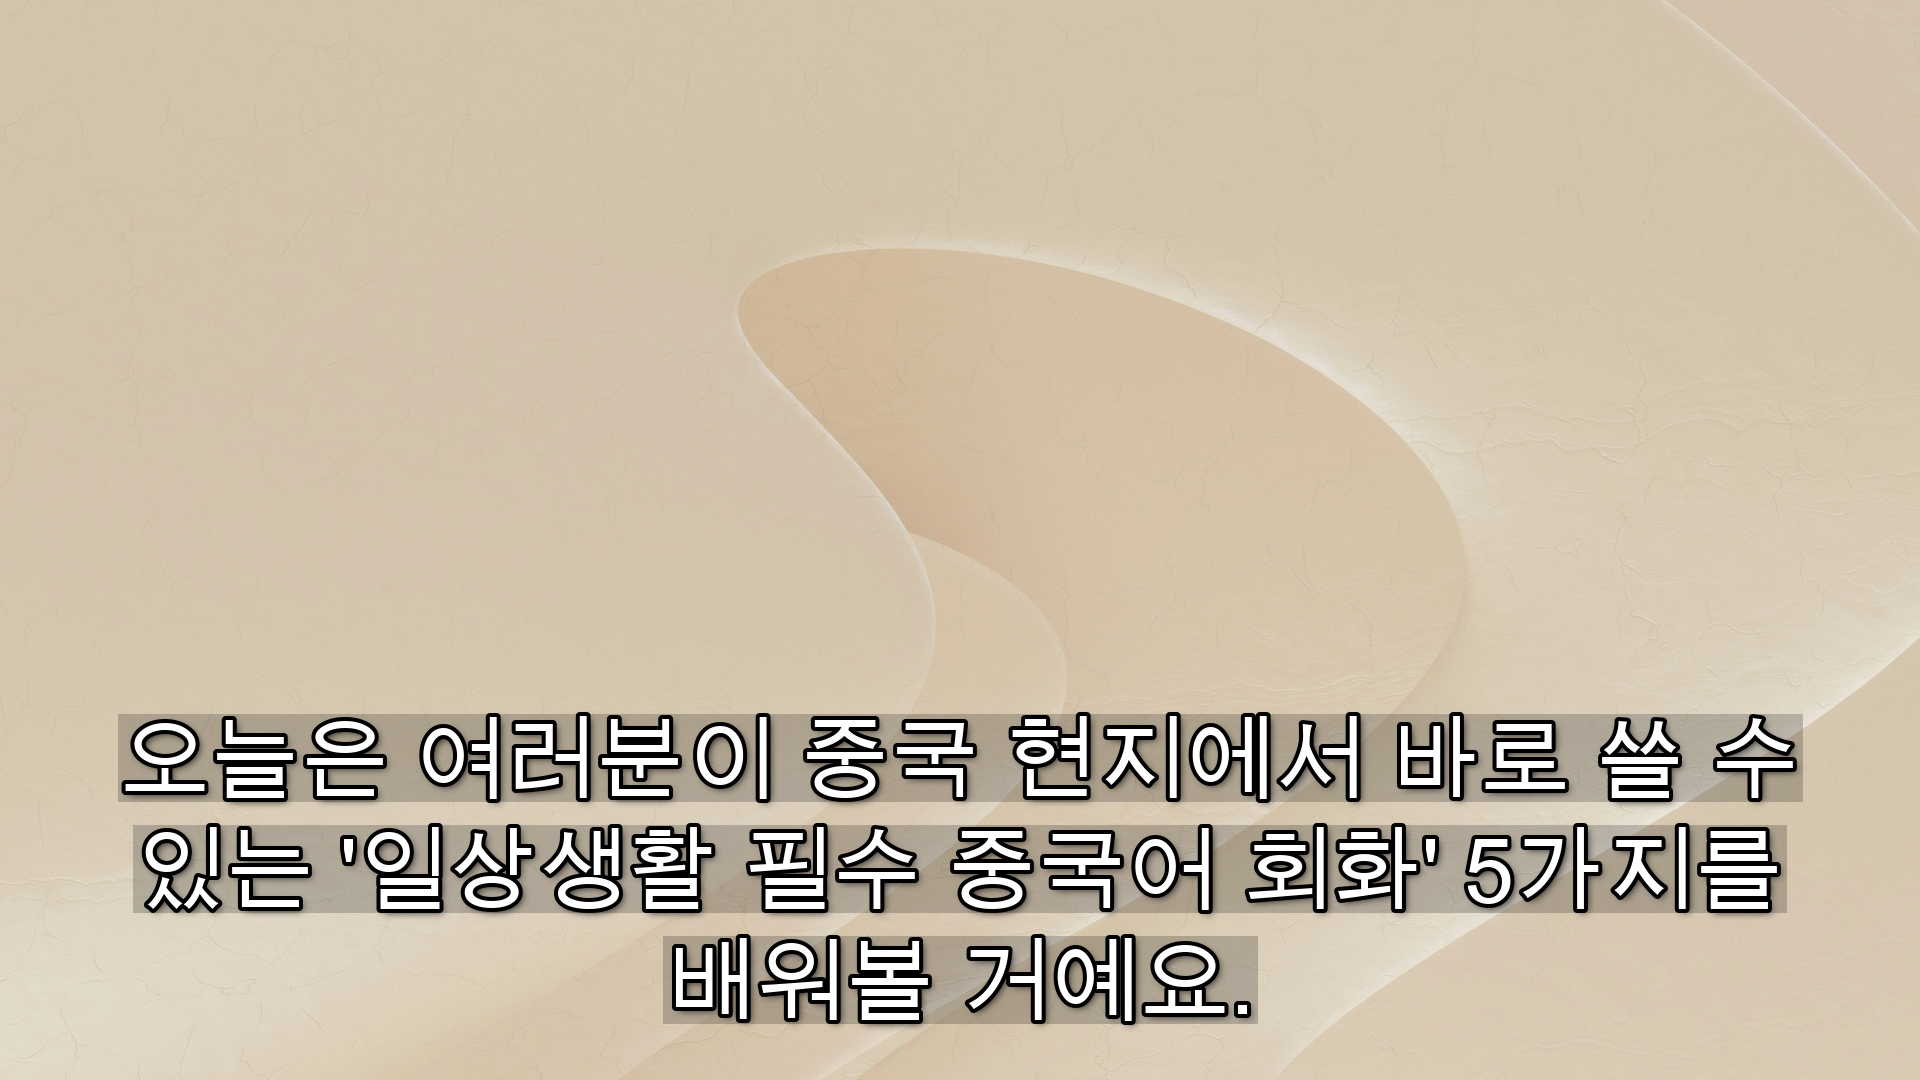 오늘은 여러분이 중국 현지에서 바로 쓸 수
있는 '일상생활 필수 중국어 회화' 5가지를
배워볼 거예요.